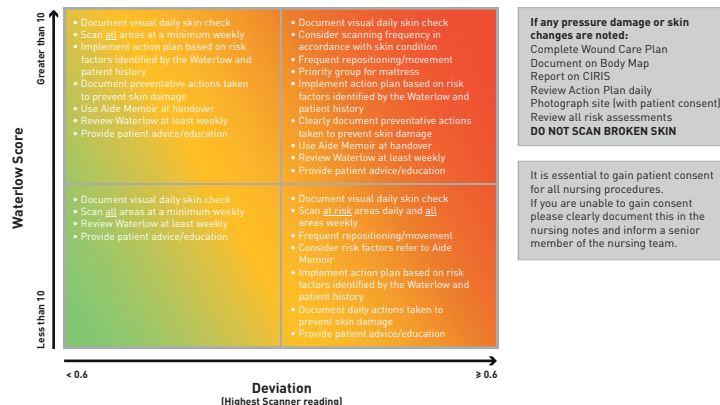 Waterlow Score
Greater than 10
Less than 10
• Document visual daily skin check
• Scan all areas at a minimum weekly
• Implement action plan based on risk
factors identified by the Waterlow and
patient history
• Document preventative actions taken
to prevent skin damage
• Use Aide Memoir at handover
• Review Waterlow at least weekly
• Provide patient advice/education
• Document visual daily skin check
• Consider scanning frequency in
accordance with skin condition
• Frequent repositioning/movement
• Priority group for mattress
• Implement action plan based on risk
factors identified by the Waterlow and
patient history
• Clearly document preventative actions
taken to prevent skin damage
• Use Aide Memoir at handover
• Review Waterlow at least weekly
• Provide patient advice/education
• Document visual daily skin check
• Scan all areas at a minimum weekly
• Review Waterlow at least weekly
• Provide patient advice/education
• Document visual daily skin check
• Scan at risk areas daily and all
areas weekly
• Frequent repositioning/movement
• Consider risk factors refer to Aide
Memoir
• Implement action plan based on risk
factors identified by the Waterlow and
patient history
• Document daily actions taken to
prevent skin damage
• Provide patient advice/education
< 0.6
⩾ 0.6
Deviation
(Highest Scanner reading)
If any pressure damage or skin
changes are noted:
Complete Wound Care Plan
Document on Body Map
Report on CIRIS
Review Action Plan daily
Photograph site (with patient consent)
Review all risk assessments
DO NOT SCAN BROKEN SKIN
It is essential to gain patient consent
for all nursing procedures.
If you are unable to gain consent
please clearly document this in the
nursing notes and inform a senior
member of the nursing team.